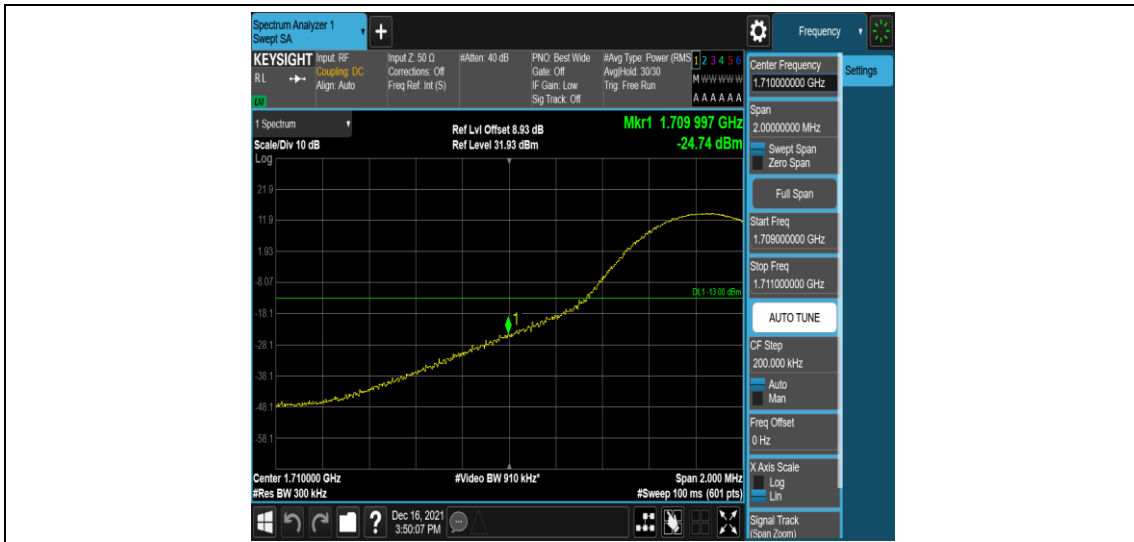 Spectrum Analyzer 1
Swept SA
+
Frequency
KEYSIGHT
RL
LXI
Input: RF
Coupling: DC
Align: Auto
Input Z: 50 Ω
Corrections: Off
Freq Ref: Int (S)
#Atten: 40 dB
PNO: Best Wide
Gate: Off
IF Gain: Low
Sig Track: Off
#Avg Type: Power (RMS
Avg|Hold: 30/30
Trig: Free Run
1 2 3 4 5 6
M W W W W W
A A A A A A
1 Spectrum
Scale/Div 10 dB
Ref Lvl Offset 8.93 dB
Ref Level 31.93 dBm
Mkr1 1.709 997 GHz
-24.74 dBm
Log
21.9
11.9
1.93
-8.07
DL1 -13.00 dBm
-18.1
1
-28.1
-38.1
-48.1
-58.1
Center 1.710000 GHz
#Video BW 910 kHz*
Span 2.000 MHz
#Res BW 300 kHz
#Sweep 100 ms (601 pts)
?
Dec 16, 2021
3:50:07 PM
Center Frequency
1.710000000 GHz
Settings
Span
2.00000000 MHz
Swept Span
Zero Span
Full Span
Start Freq
1.709000000 GHz
Stop Freq
1.711000000 GHz
AUTO TUNE
CF Step
200.000 kHz
Auto
Man
Freq Offset
0 Hz
X Axis Scale
Log
Lin
Signal Track
(Span Zoom)